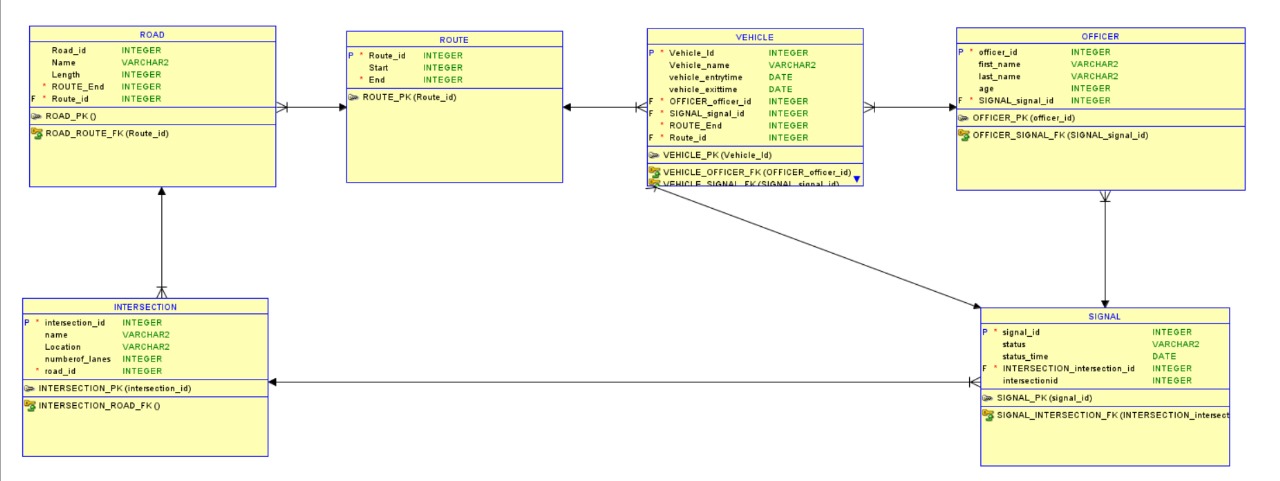 ROAD
Road_id INTEGER
Name VARCHAR2
Length INTEGER
* ROUTE_End INTEGER
F * Route_id INTEGER
ROAD_PK ()
ROAD_ROUTE_FK (Route_id)
ROUTE
P * Route_id INTEGER
Start INTEGER
* End INTEGER
ROUTE_PK (Route_id)
VEHICLE
P * Vehicle_Id INTEGER
Vehicle_name VARCHAR2
vehicle_entrytime DATE
vehicle_exittime DATE
F * OFFICER_officer_id INTEGER
F * SIGNAL_signal_id INTEGER
* ROUTE_End INTEGER
F * Route_id INTEGER
VEHICLE_PK (Vehicle_Id)
VEHICLE_OFFICER_FK (OFFICER_officer_id)
VEHICLE_SIGNAL_FK (SIGNAL_signal_id)
OFFICER
P * officer_id INTEGER
first_name VARCHAR2
last_name VARCHAR2
age INTEGER
F * SIGNAL_signal_id INTEGER
OFFICER_PK (officer_id)
OFFICER_SIGNAL_FK (SIGNAL_signal_id)
INTERSECTION
P * intersection_id INTEGER
name VARCHAR2
Location VARCHAR2
numberof_lanes INTEGER
* road_id INTEGER
INTERSECTION_PK (intersection_id)
INTERSECTION_ROAD_FK ()
SIGNAL
P * signal_id INTEGER
status VARCHAR2
status_time DATE
F * INTERSECTION_intersection_id INTEGER
intersectionid INTEGER
SIGNAL_PK (signal_id)
SIGNAL_INTERSECTION_FK (INTERSECTION_intersect